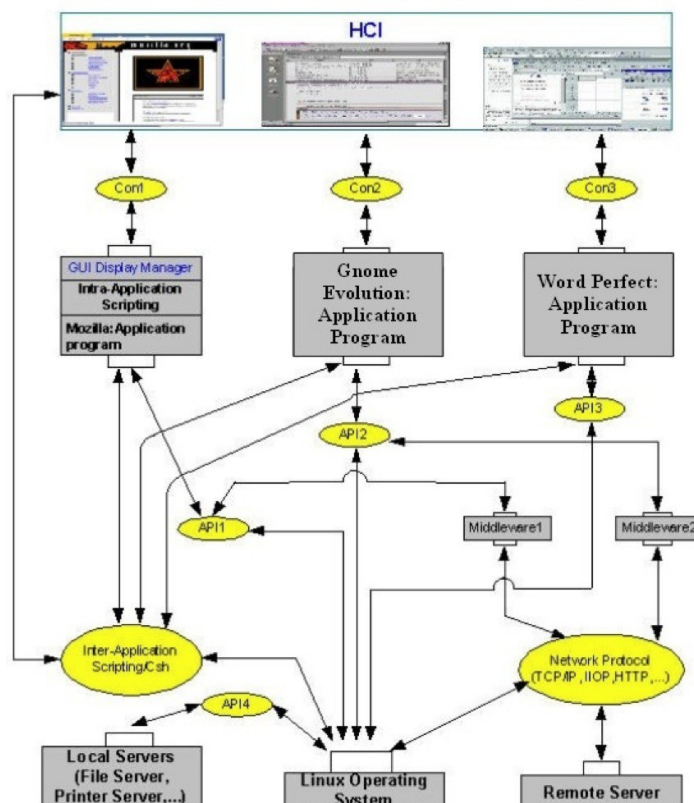 HCI
mozilla.org
Con1
Con2
Con3
GUI Display Manager
Intra-Application
Scripting
Mozilla:Application
program
Gnome
Evolution:
Application
Program
Word Perfect:
Application
Program
API3
API2
API1
Middleware1
Middleware2
Inter-Application
Scripting/Csh
Network Protocol
(TCP/IP ,IIOP,HTTP,...)
API4
Local Servers
(File Server,
Printer Server,...)
Linux Operating
System
Remote Server